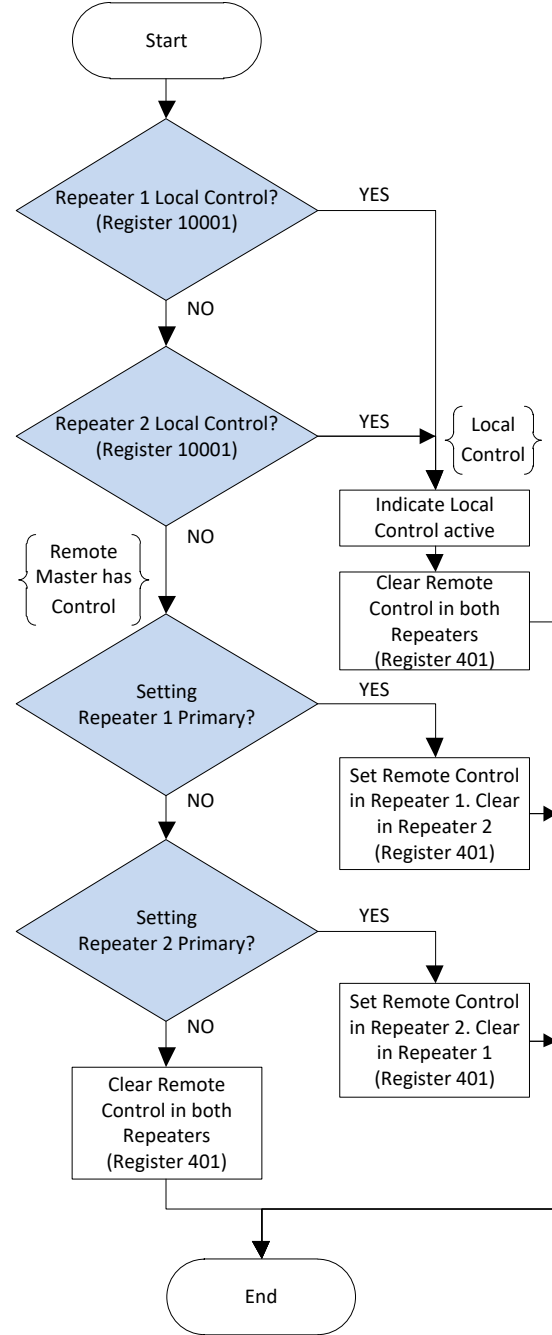 Start
Repeater 1 Local Control?
(Register 10001)
YES
NO
Repeater 2 Local Control?
(Register 10001)
YES
Local
Control
Indicate Local
Control active
NO
Remote
Master has
Control
Clear Remote
Control in both
Repeaters
(Register 401)
Setting
Repeater 1 Primary?
YES
Set Remote Control
in Repeater 1. Clear
in Repeater 2
(Register 401)
NO
Setting
Repeater 2 Primary?
YES
Set Remote Control
in Repeater 2. Clear
in Repeater 1
(Register 401)
NO
Clear Remote
Control in both
Repeaters
(Register 401)
End